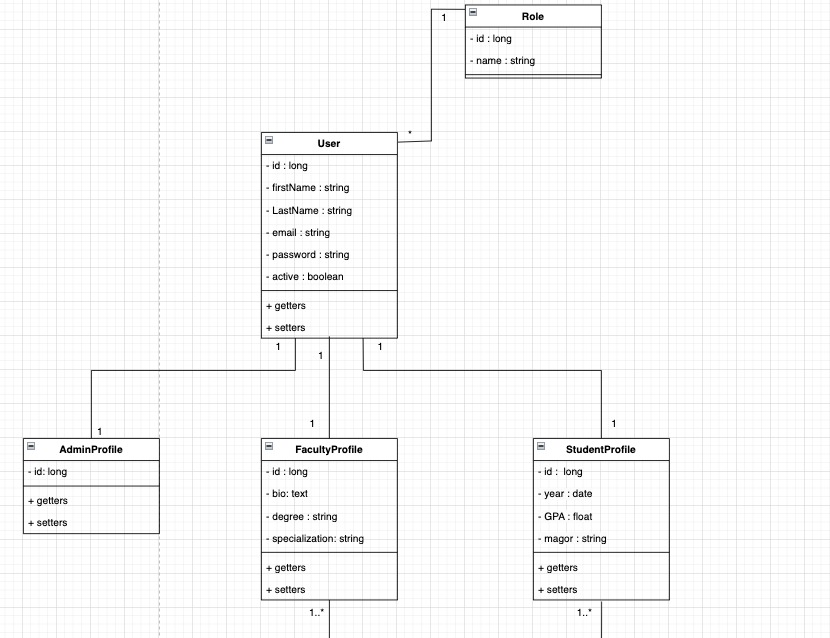 Role
1
- id : long
- name : string
*
User
- id : long
- firstName : string
- LastName : string
- email : string
- password : string
- active : boolean
+ getters
+ setters
1
1
1
1
1
1
AdminProfile
- id: long
+ getters
+ setters
FacultyProfile
- id : long
- bio: text
- degree : string
- specialization: string
+ getters
+ setters
1..*
StudentProfile
- id :  long
- year : date
- GPA : float
- magor : string
+ getters
+ setters
1..*